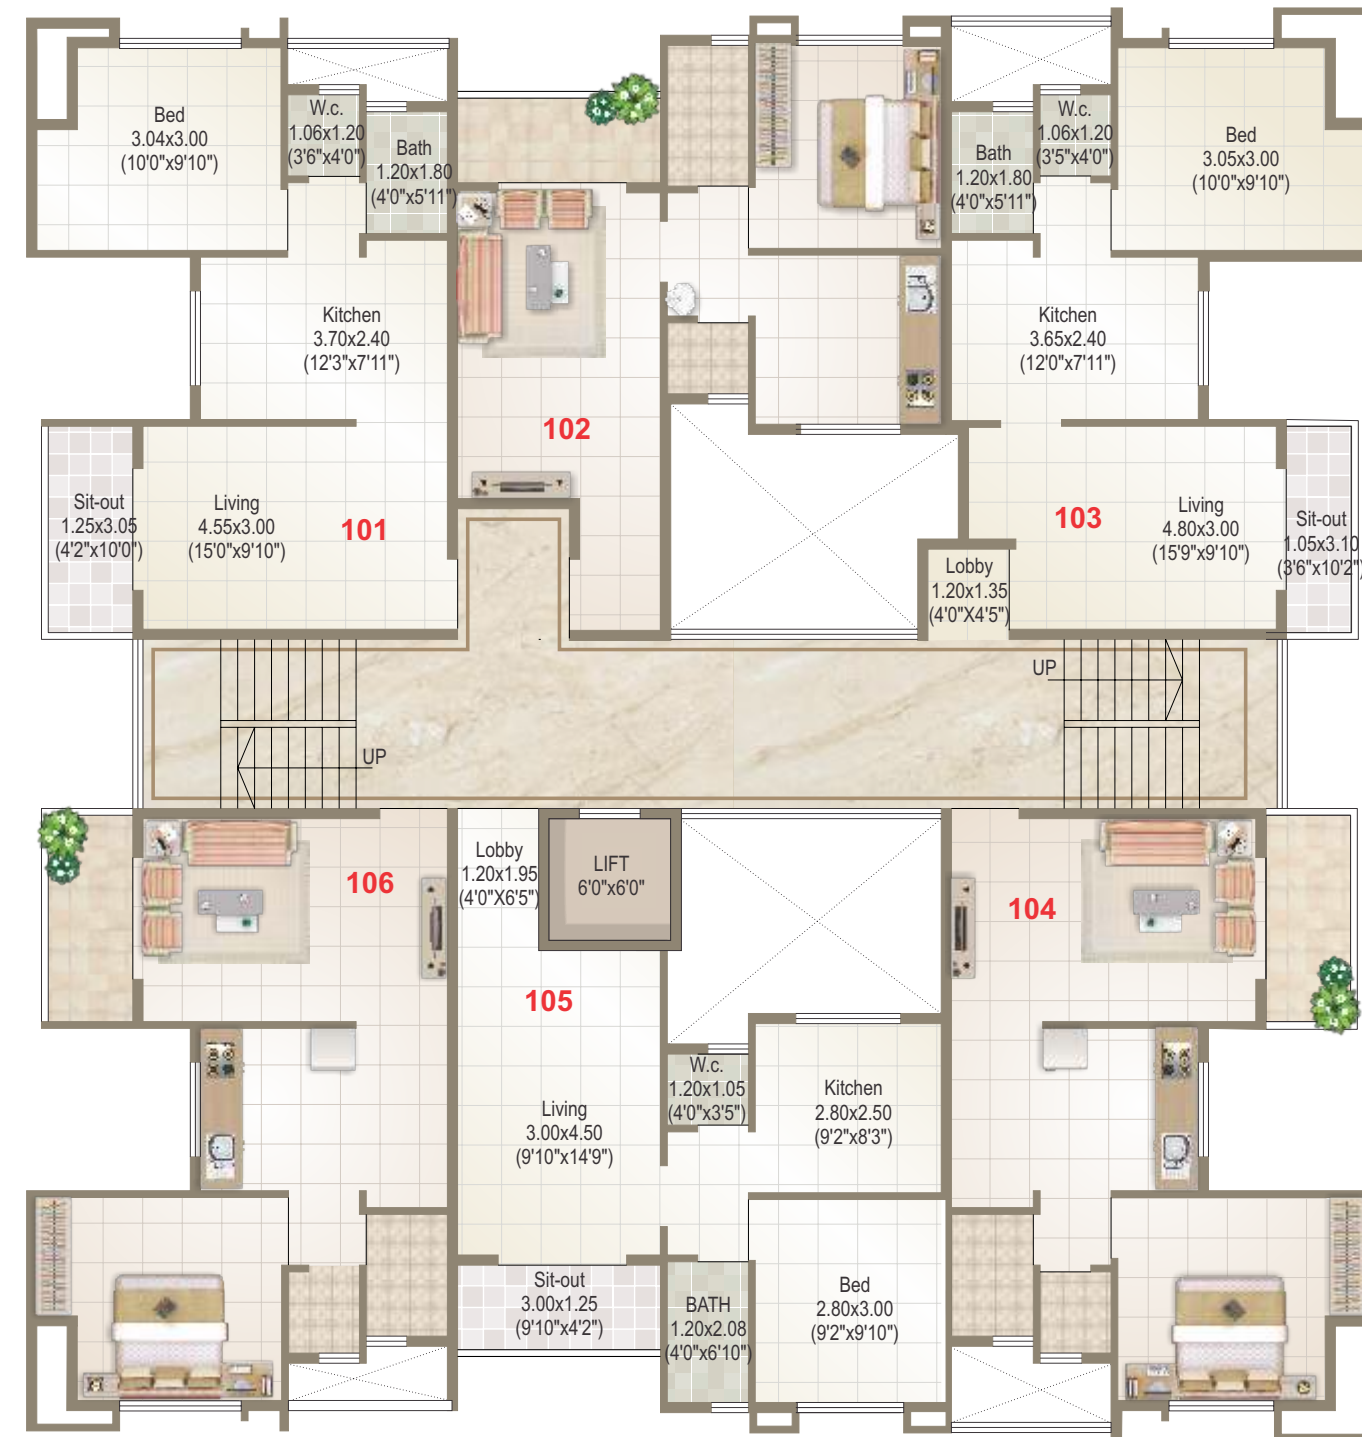 Bed
3.04x3.00
(10'0"x9'10")
W.c.
1.06x1.20
(3'6"x4'0")
Bath
1.20x1.80
(4'0"x5'11")
Kitchen
3.70x2.40
(12'3"x7'11")
Sit-out
1.25x3.05
(4'2"x10'0")
Living
4.55x3.00
(15'0"x9'10")
101
102
Bath
1.20x1.80
(4'0"x5'11")
W.c.
1.06x1.20
(3'5"x4'0")
Bed
3.05x3.00
(10'0"x9'10")
Kitchen
3.65x2.40
(12'0"x7'11")
103
Living
4.80x3.00
(15'9"x9'10")
Sit-out
1.05x3.10
(3'6"x10'2")
Lobby
1.20x1.35
(4'0"X4'5")
UP
UP
106
Lobby
1.20x1.95
(4'0"X6'5")
LIFT
6'0"x6'0"
104
105
Living
3.00x4.50
(9'10"x14'9")
W.c.
1.20x1.05
(4'0"x3'5")
Kitchen
2.80x2.50
(9'2"x8'3")
Sit-out
3.00x1.25
(9'10"x4'2")
BATH
1.20x2.08
(4'0"x6'10")
Bed
2.80x3.00
(9'2"x9'10")